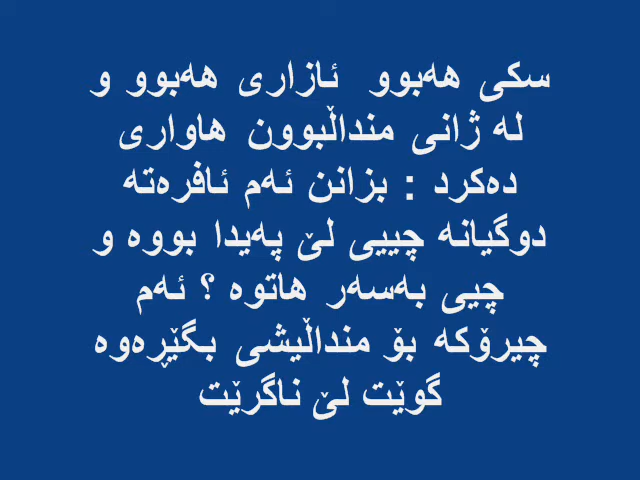 سکی هەبوو ئازاری هەبوو و
لە ژانی منداڵبوون هاواری
دەکرد : بزانن ئەم ئافرەتە
دوگیانە چییی لێ پەیدا بووە و
چیی بەسەر هاتوە ؟ ئەم
چیرۆکە بۆ منداڵیشی بگێڕەوە
گوێت لێ ناگرێت